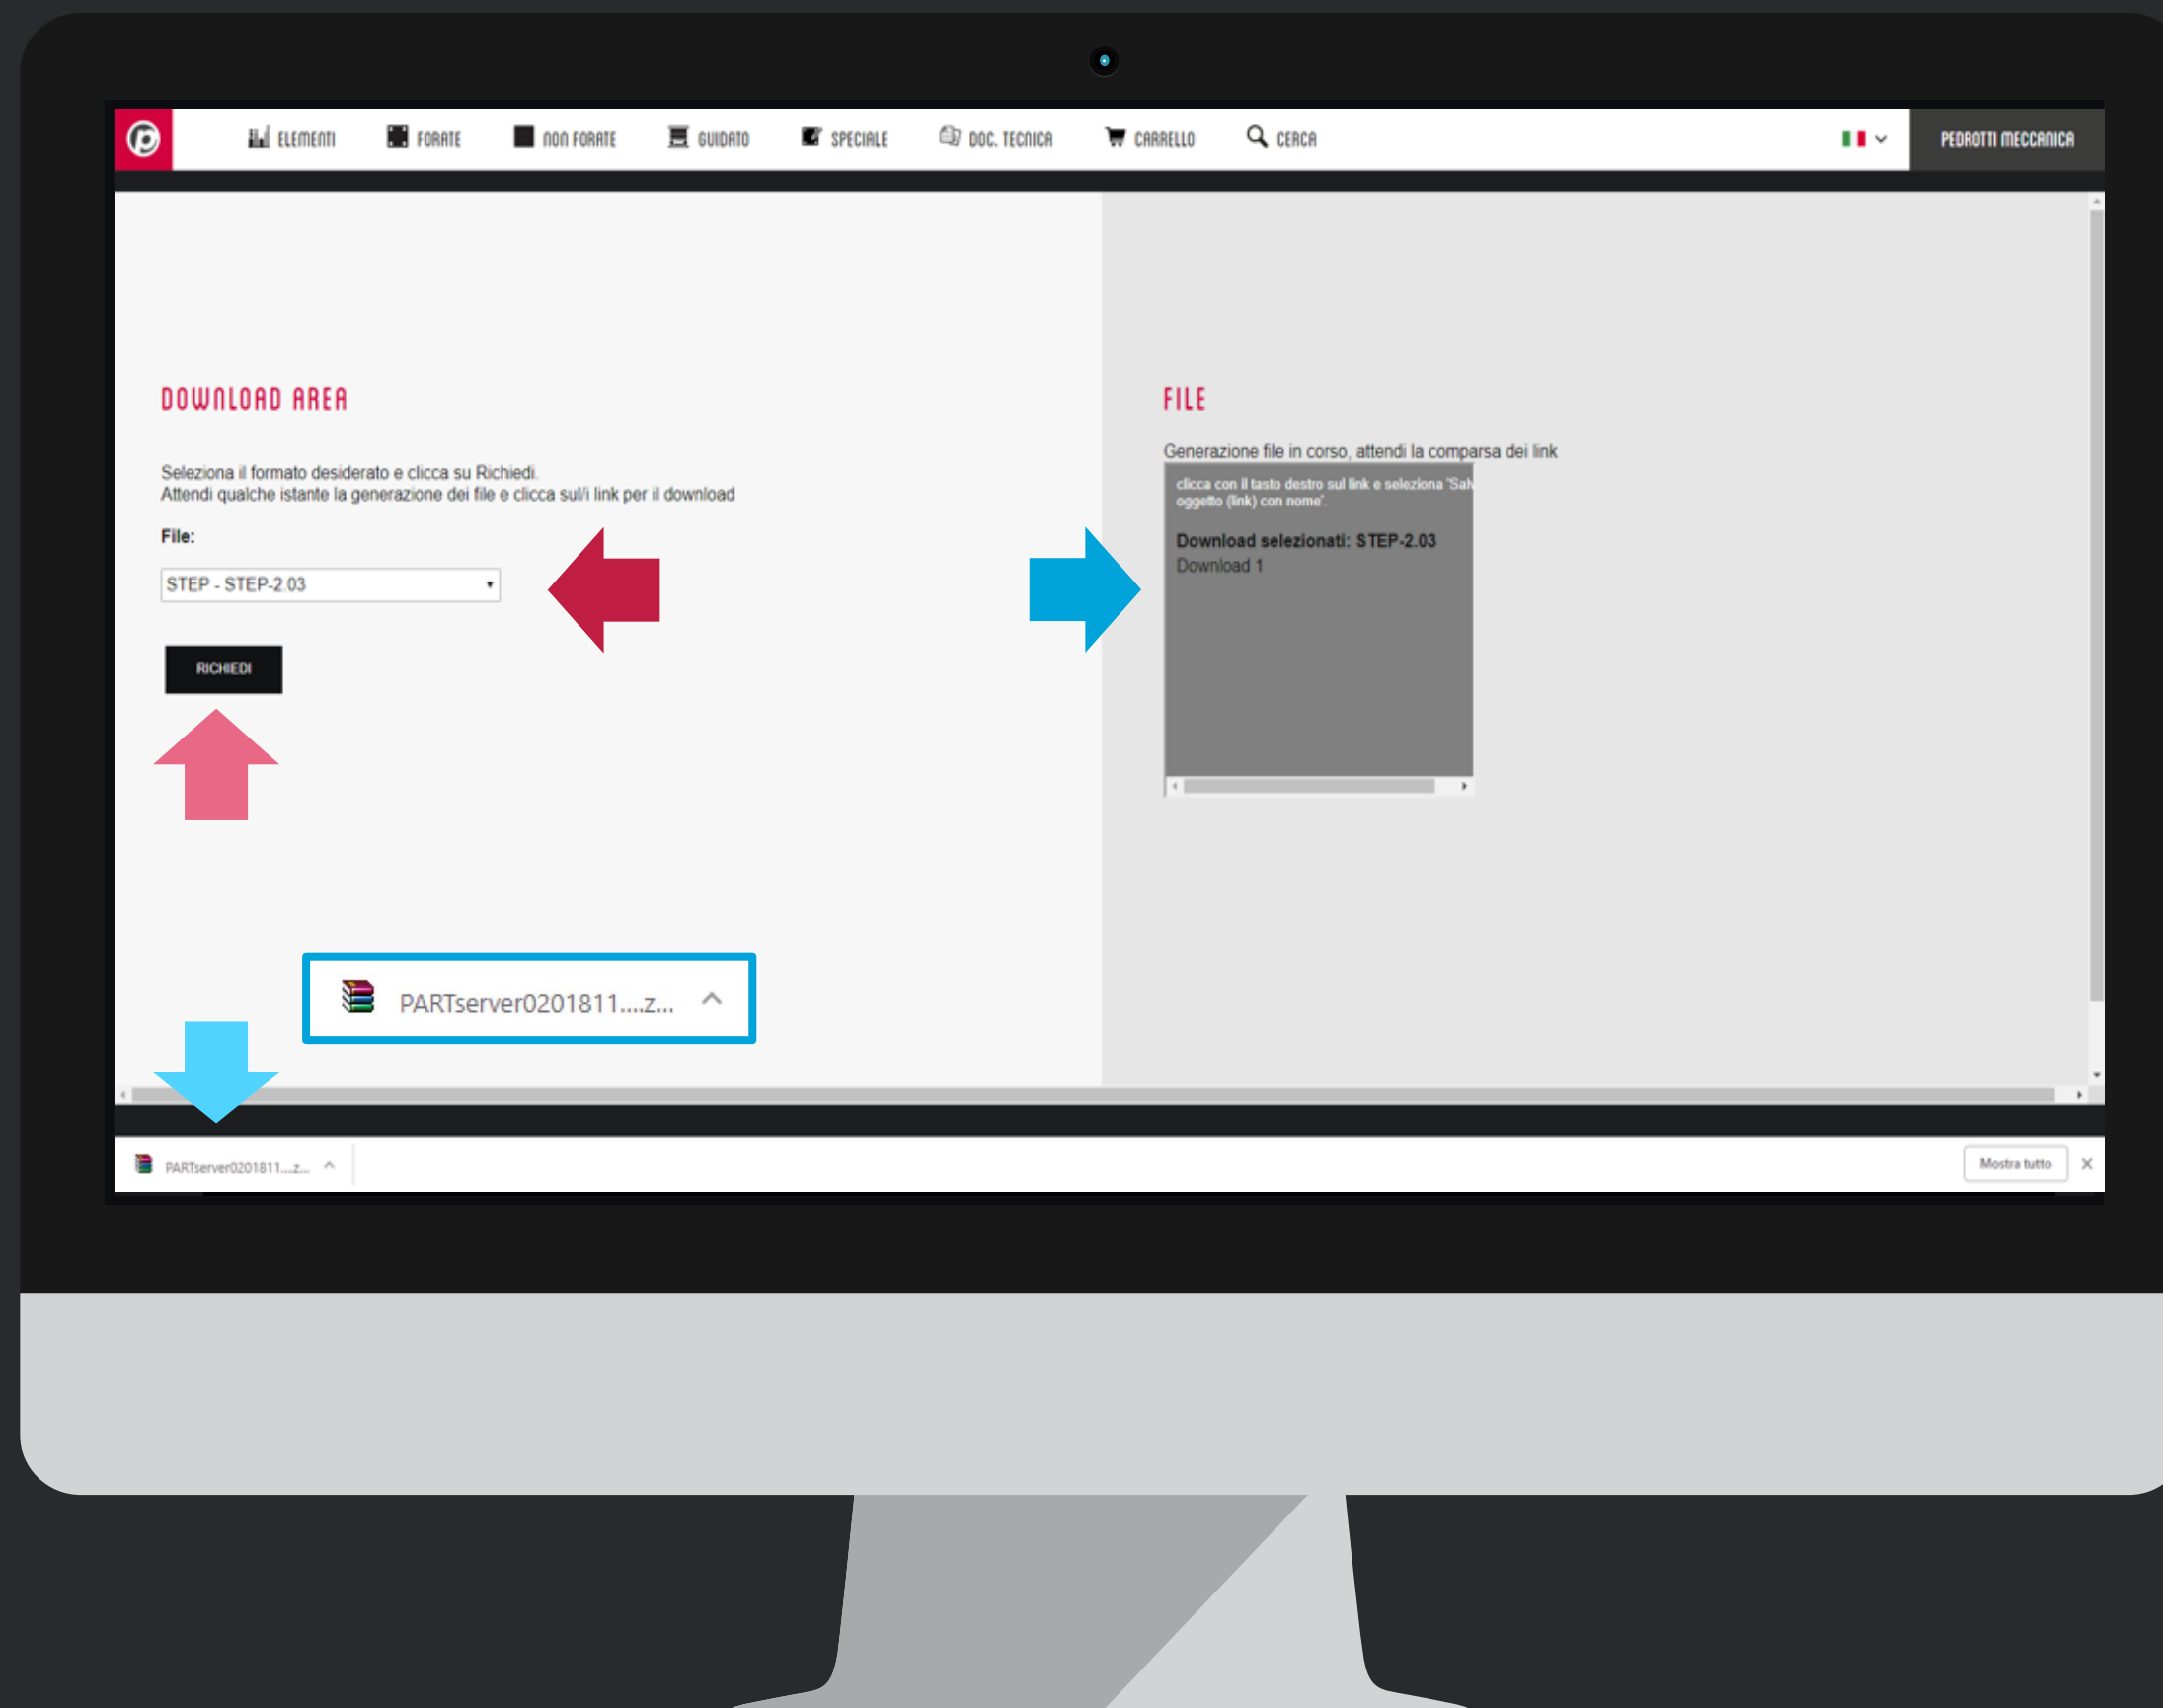 ELEMENTI FORATE NON FORATE GUIDATO SPECIALE DOC. TECNICA CARRELLO CERCA PEDROTTI MECCANICA
DOWNLOAD AREA
Seleziona il formato desiderato e clicca su Richiedi.
Attendi qualche istante la generazione dei file e clicca sul/i link per il download
File:
STEP - STEP-2.03
RICHIEDI
FILE
Generazione file in corso, attendi la comparsa dei link
clicca con il tasto destro sul link e seleziona 'Salv
oggetto (link) con nome'.
Download selezionati: STEP-2.03
Download 1
PARTserver0201811....z...
PARTserver0201811....z...
Mostra tutto